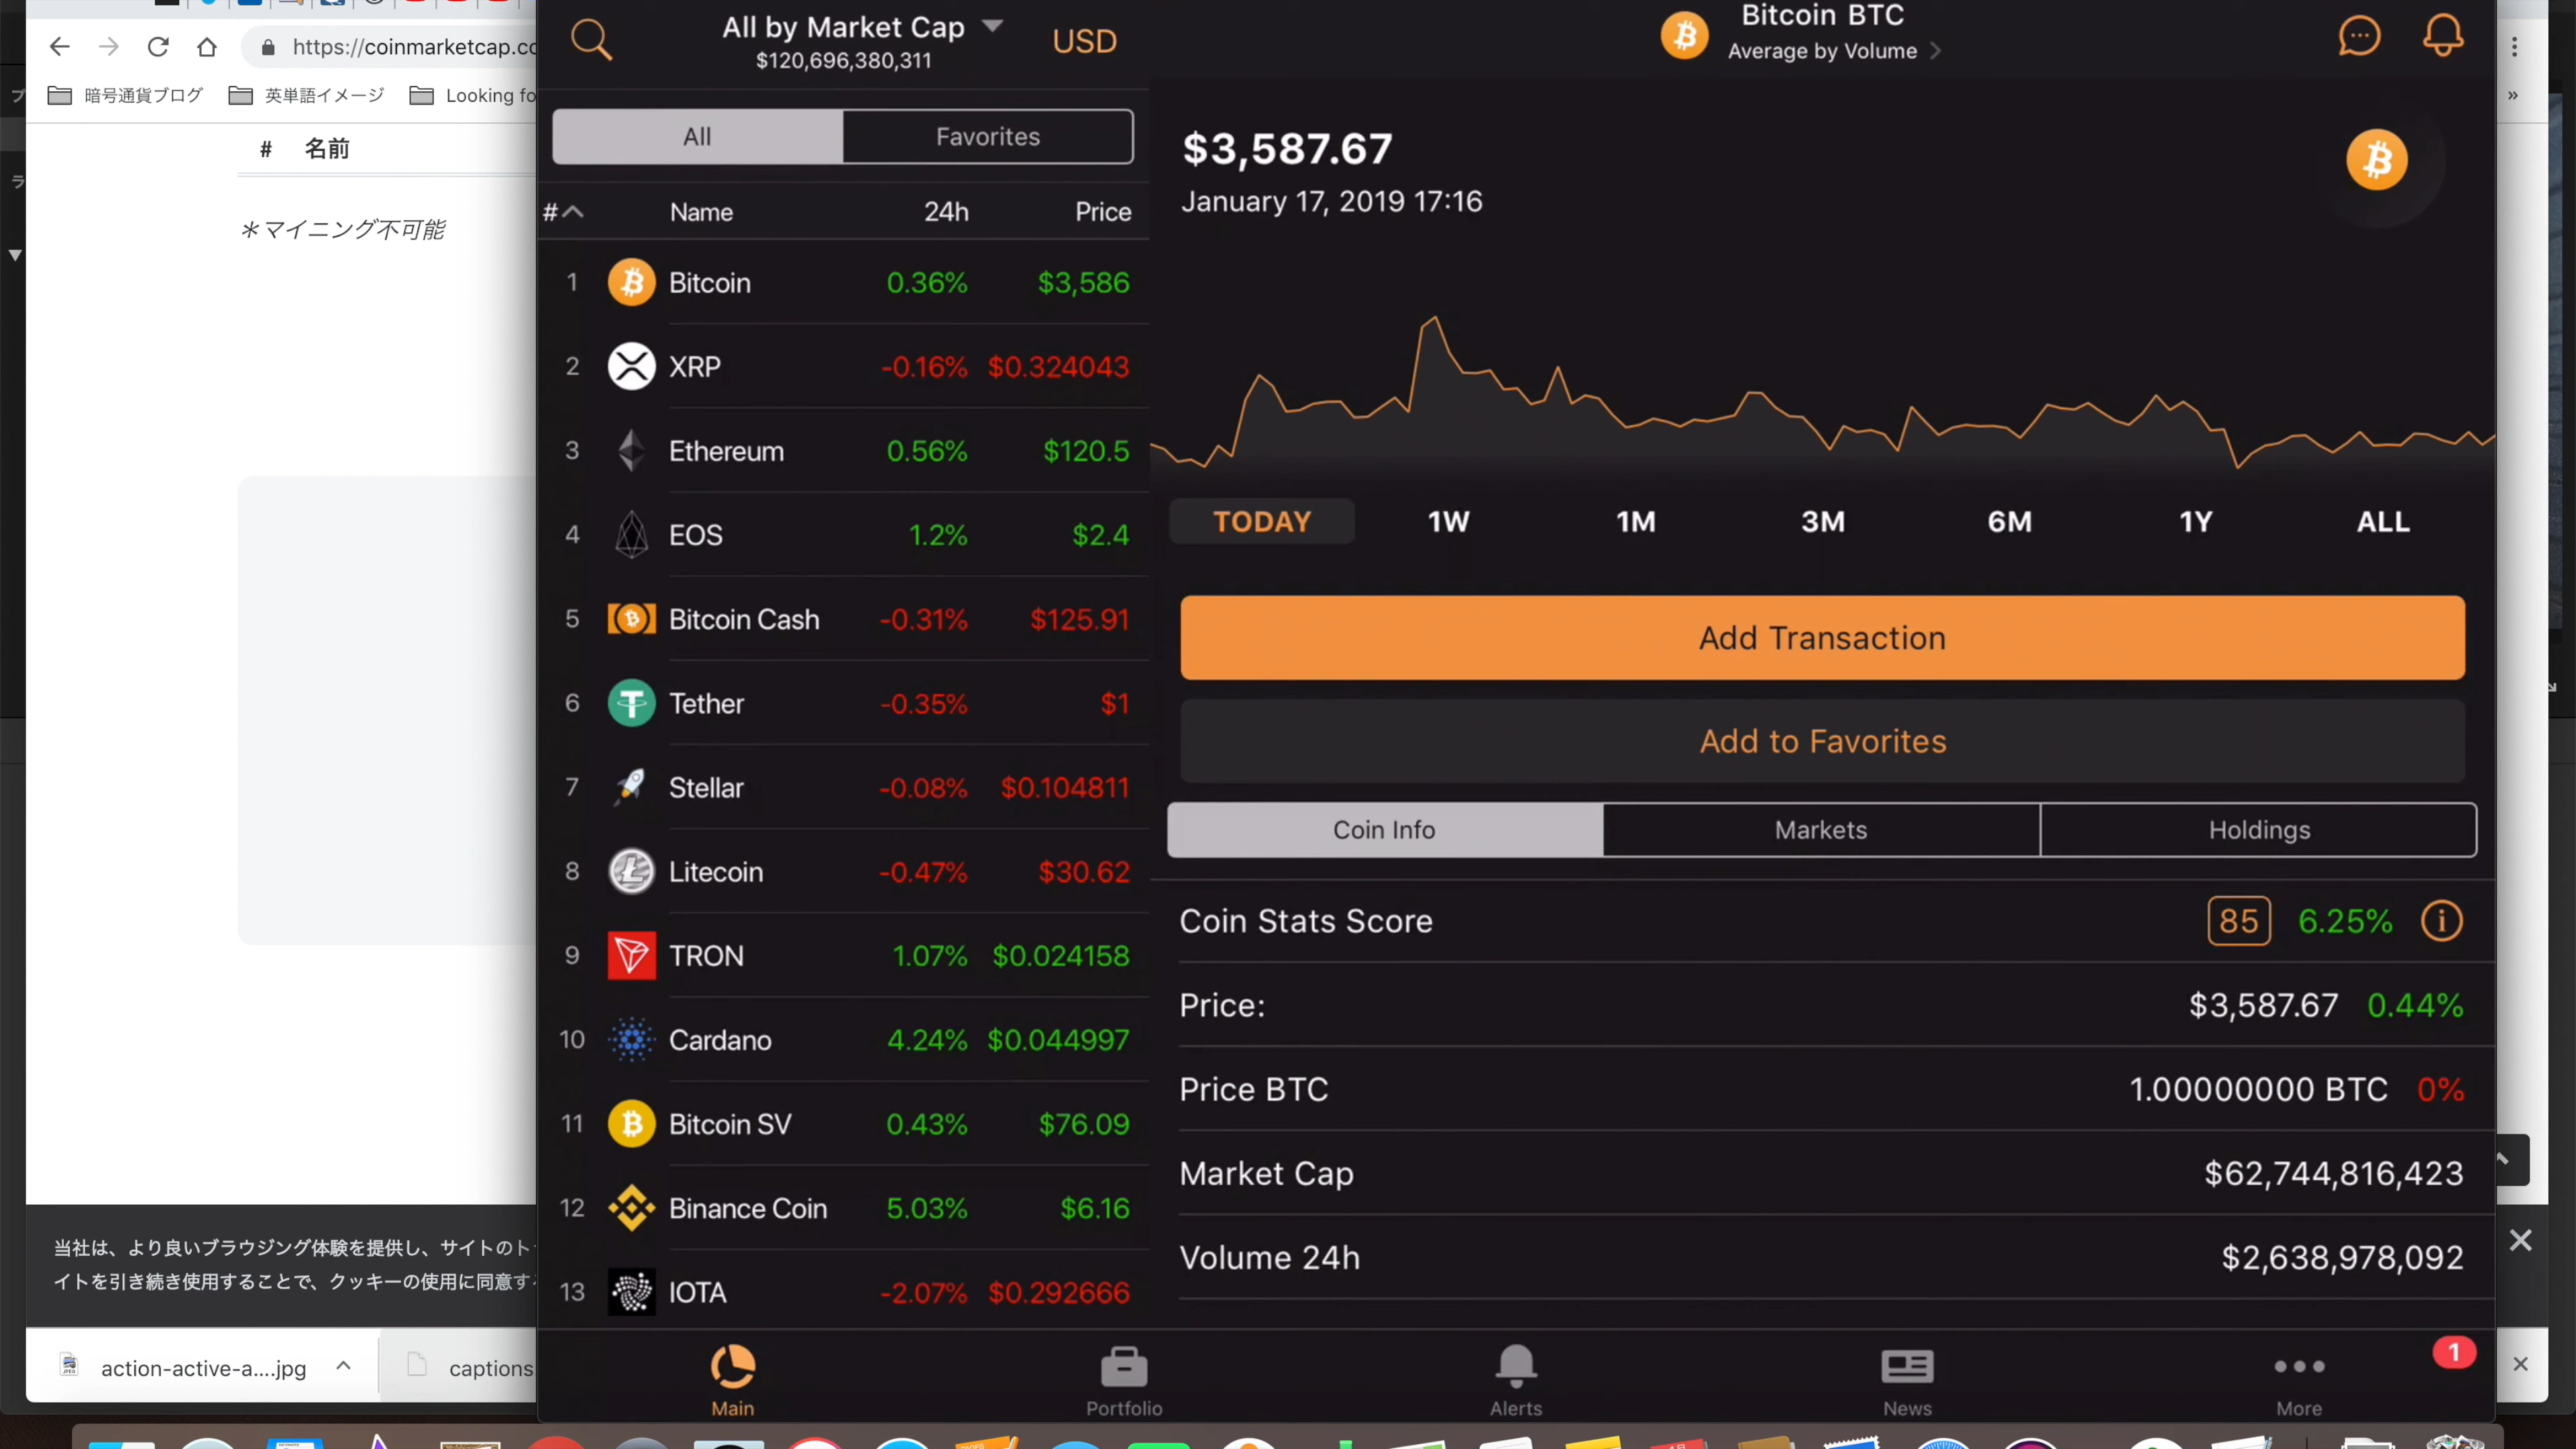 https://coinmarketcap.co
暗号通貨ブログ 英単語イメージ Looking fo
# 名前
＊マイニング不可能
当社は、より良いブラウジング体験を提供し、サイトのト
イトを引き続き使用することで、クッキーの使用に同意す
action-active-a....jpg captions
All by Market Cap
$120,696,380,311
USD
All Favorites
# Name 24h Price
1 Bitcoin 0.36% $3,586
2 XRP -0.16% $0.324043
3 Ethereum 0.56% $120.5
4 EOS 1.2% $2.4
5 Bitcoin Cash -0.31% $125.91
6 Tether -0.35% $1
7 Stellar -0.08% $0.104811
8 Litecoin -0.47% $30.62
9 TRON 1.07% $0.024158
10 Cardano 4.24% $0.044997
11 Bitcoin SV 0.43% $76.09
12 Binance Coin 5.03% $6.16
13 IOTA -2.07% $0.292666
Bitcoin BTC
Average by Volume
$3,587.67
January 17, 2019 17:16
TODAY 1W 1M 3M 6M 1Y ALL
Add Transaction
Add to Favorites
Coin Info Markets Holdings
Coin Stats Score 85 6.25%
Price: $3,587.67 0.44%
Price BTC 1.00000000 BTC 0%
Market Cap $62,744,816,423
Volume 24h $2,638,978,092
Main Portfolio Alerts News More 1